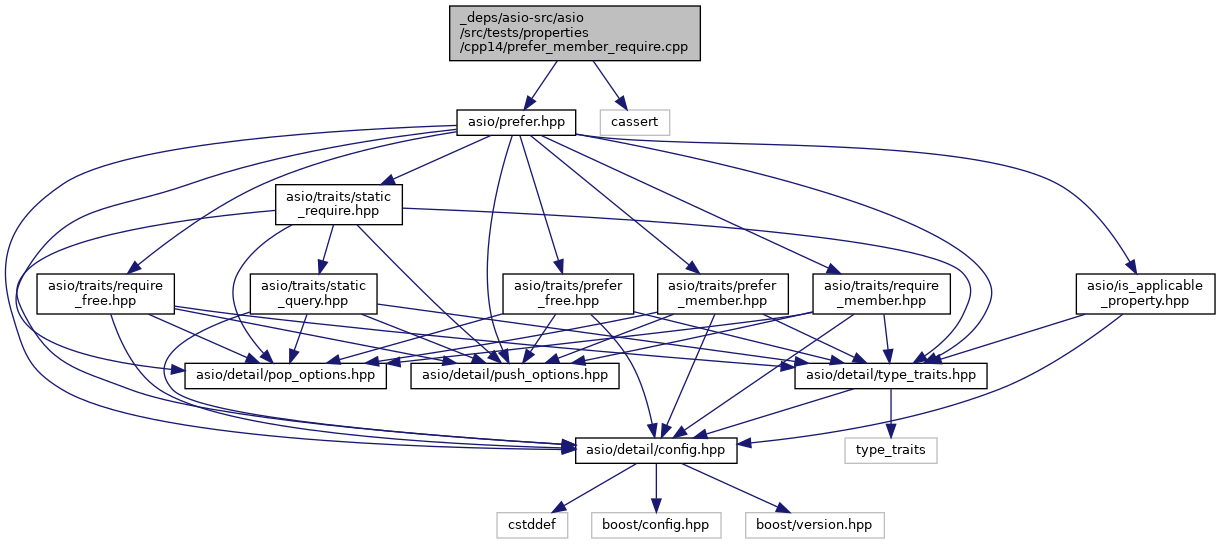 _deps/asio-src/asio
/src/tests/properties
/cpp14/prefer_member_require.cpp
asio/prefer.hpp
cassert
asio/traits/static
_require.hpp
asio/traits/require
_free.hpp
asio/traits/static
_query.hpp
asio/traits/prefer
_free.hpp
asio/traits/prefer
_member.hpp
asio/traits/require
_member.hpp
asio/is_applicable
_property.hpp
asio/detail/pop_options.hpp
asio/detail/push_options.hpp
asio/detail/type_traits.hpp
asio/detail/config.hpp
type_traits
cstddef
boost/config.hpp
boost/version.hpp